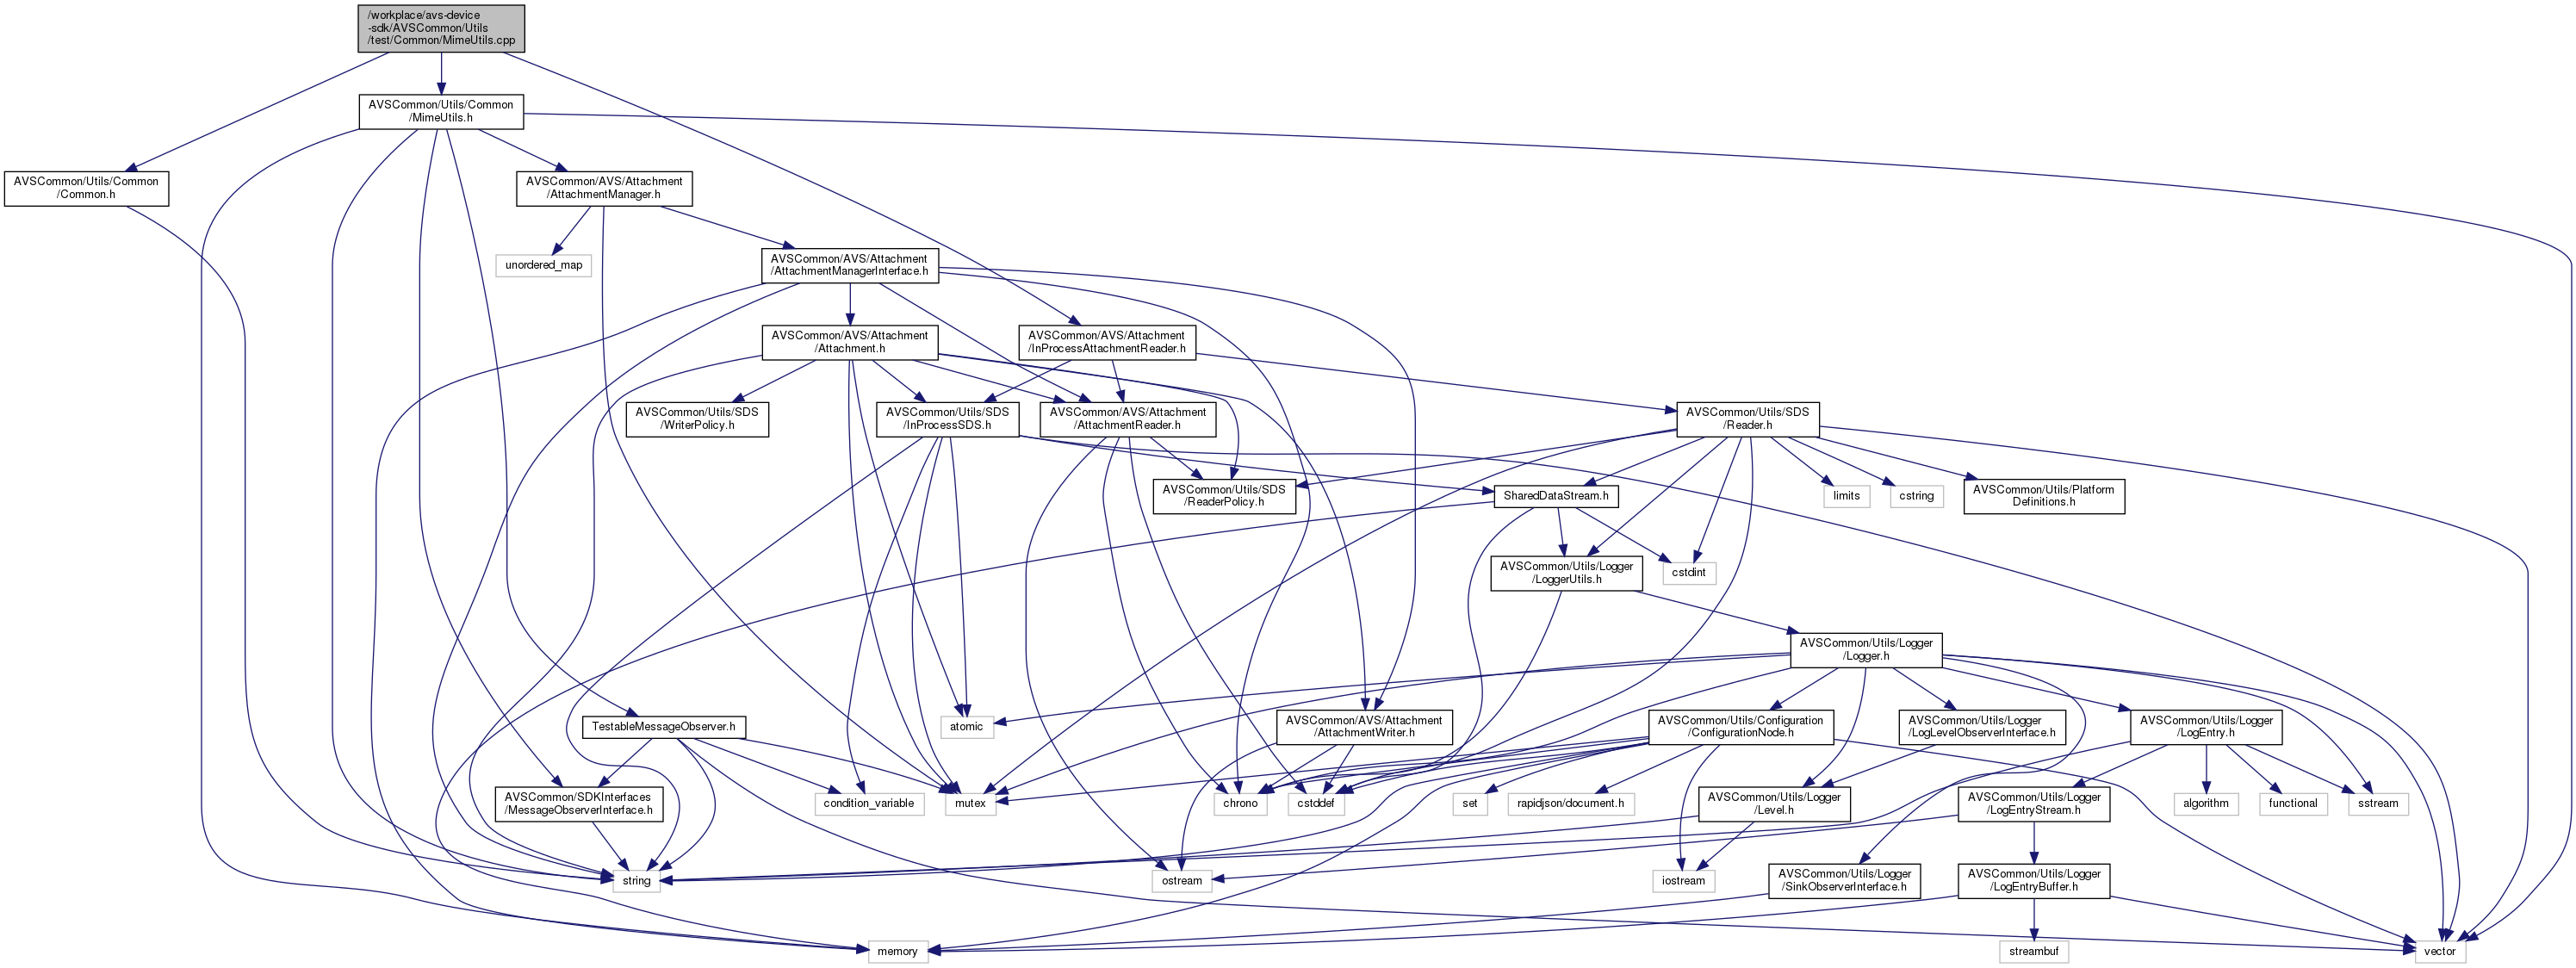 /workplace/avs-device
-sdk/AVSCommon/Utils
/test/Common/MimeUtils.cpp
AVSCommon/Utils/Common
/MimeUtils.h
AVSCommon/Utils/Common
/Common.h
AVSCommon/AVS/Attachment
/AttachmentManager.h
unordered_map
AVSCommon/AVS/Attachment
/AttachmentManagerInterface.h
AVSCommon/AVS/Attachment
/Attachment.h
AVSCommon/AVS/Attachment
/InProcessAttachmentReader.h
AVSCommon/Utils/SDS
/WriterPolicy.h
AVSCommon/Utils/SDS
/InProcessSDS.h
AVSCommon/AVS/Attachment
/AttachmentReader.h
AVSCommon/Utils/SDS
/Reader.h
AVSCommon/Utils/SDS
/ReaderPolicy.h
SharedDataStream.h
limits
cstring
AVSCommon/Utils/Platform
Definitions.h
AVSCommon/Utils/Logger
/LoggerUtils.h
cstdint
AVSCommon/Utils/Logger
/Logger.h
TestableMessageObserver.h
atomic
AVSCommon/AVS/Attachment
/AttachmentWriter.h
AVSCommon/Utils/Configuration
/ConfigurationNode.h
AVSCommon/Utils/Logger
/LogLevelObserverInterface.h
AVSCommon/Utils/Logger
/LogEntry.h
AVSCommon/SDKInterfaces
/MessageObserverInterface.h
condition_variable
mutex
chrono
cstddef
set
rapidjson/document.h
AVSCommon/Utils/Logger
/Level.h
AVSCommon/Utils/Logger
/LogEntryStream.h
algorithm
functional
sstream
string
ostream
iostream
AVSCommon/Utils/Logger
/SinkObserverInterface.h
AVSCommon/Utils/Logger
/LogEntryBuffer.h
memory
streambuf
vector